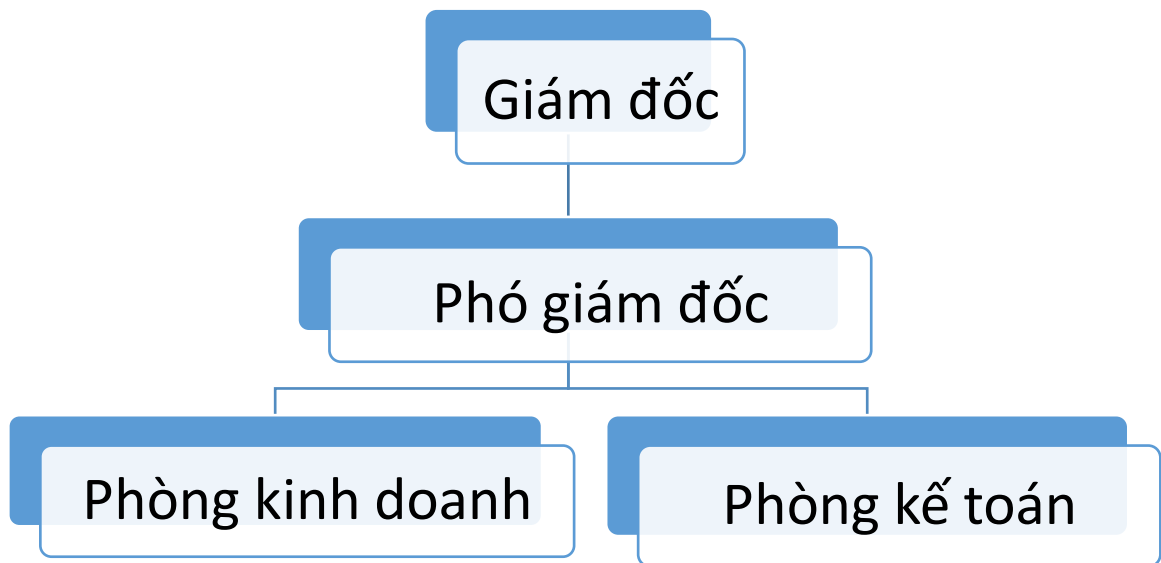 Giám đốc
Phó giám đốc
Phòng kinh doanh
Phòng kế toán